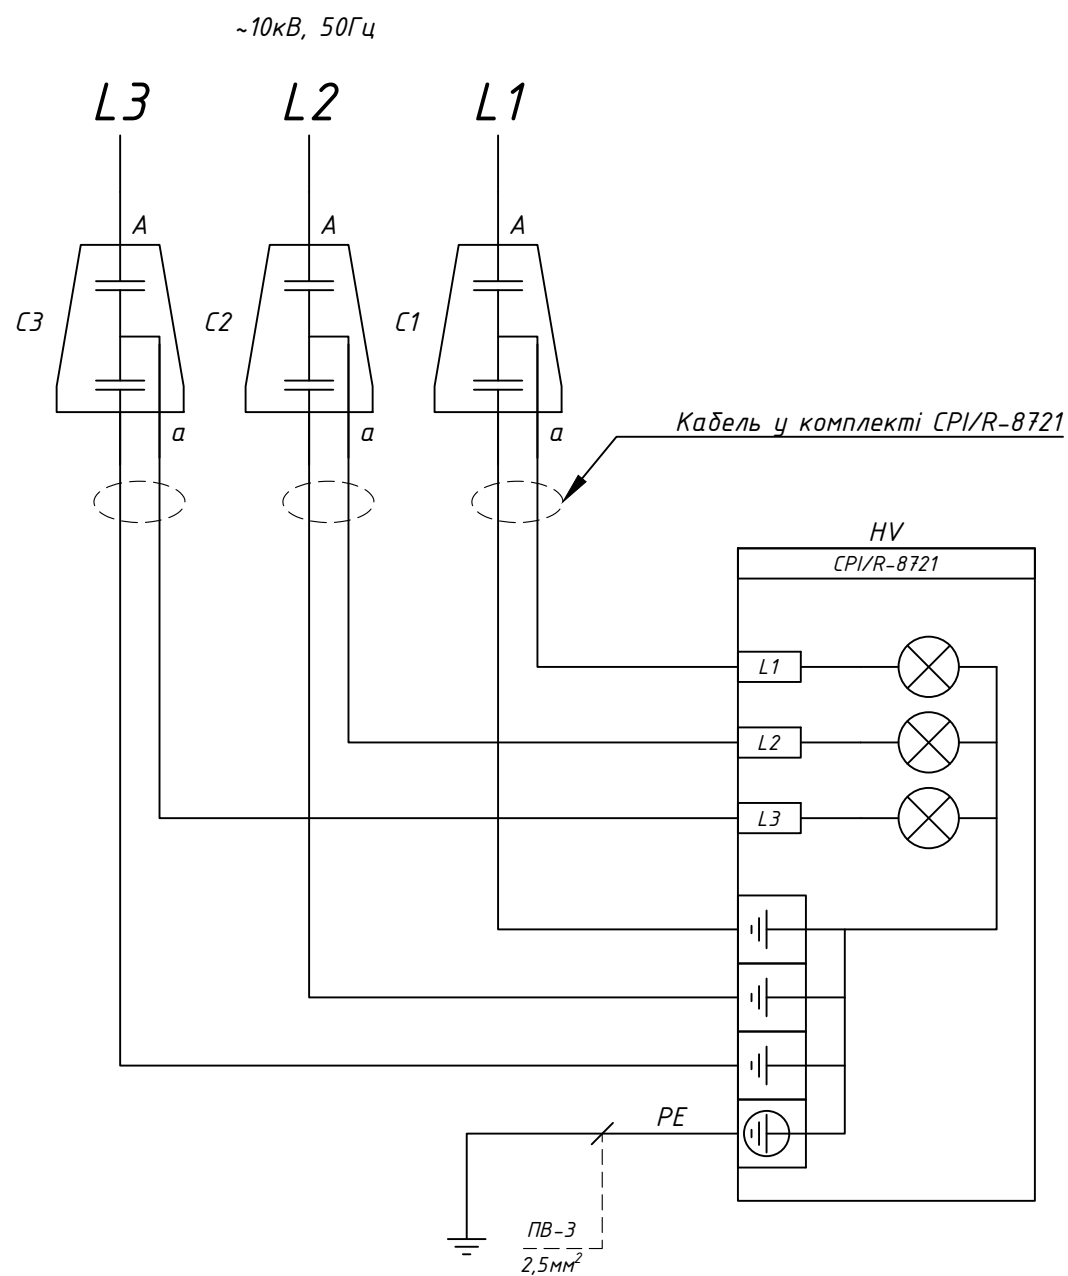 ~10кВ, 50Гц
L3 L2 L1
A A A
C3 C2 C1
a a a
Кабель у комплекті CPI/R-8721
HV
CPI/R-8721
L1
L2
L3
PE
ПВ-3
2,5мм²